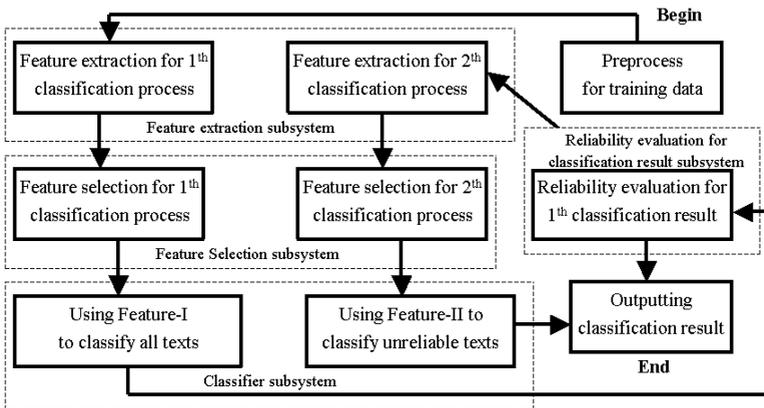 Begin
Preprocess
for training data
Feature extraction for 1th
classification process
Feature extraction for 2th
classification process
Feature extraction subsystem
Reliability evaluation for
classification result subsystem
Reliability evaluation for
1th classification result
Feature selection for 1th
classification process
Feature selection for 2th
classification process
Feature Selection subsystem
Using Feature-I
to classify all texts
Using Feature-II to
classify unreliable texts
Classifier subsystem
Outputting
classification result
End